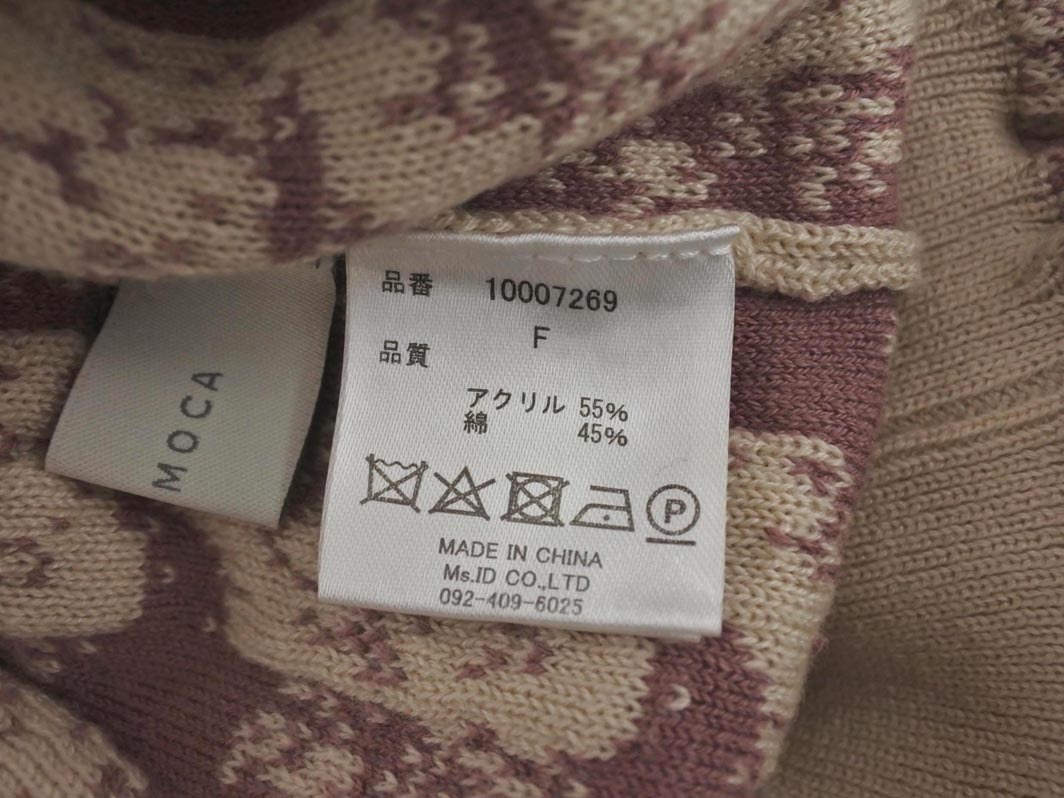 品番 10007269
F
品質
アクリル 55%
綿 45%
P
MADE IN CHINA
Ms.ID CO.,LTD
092-409-6025
MOCA